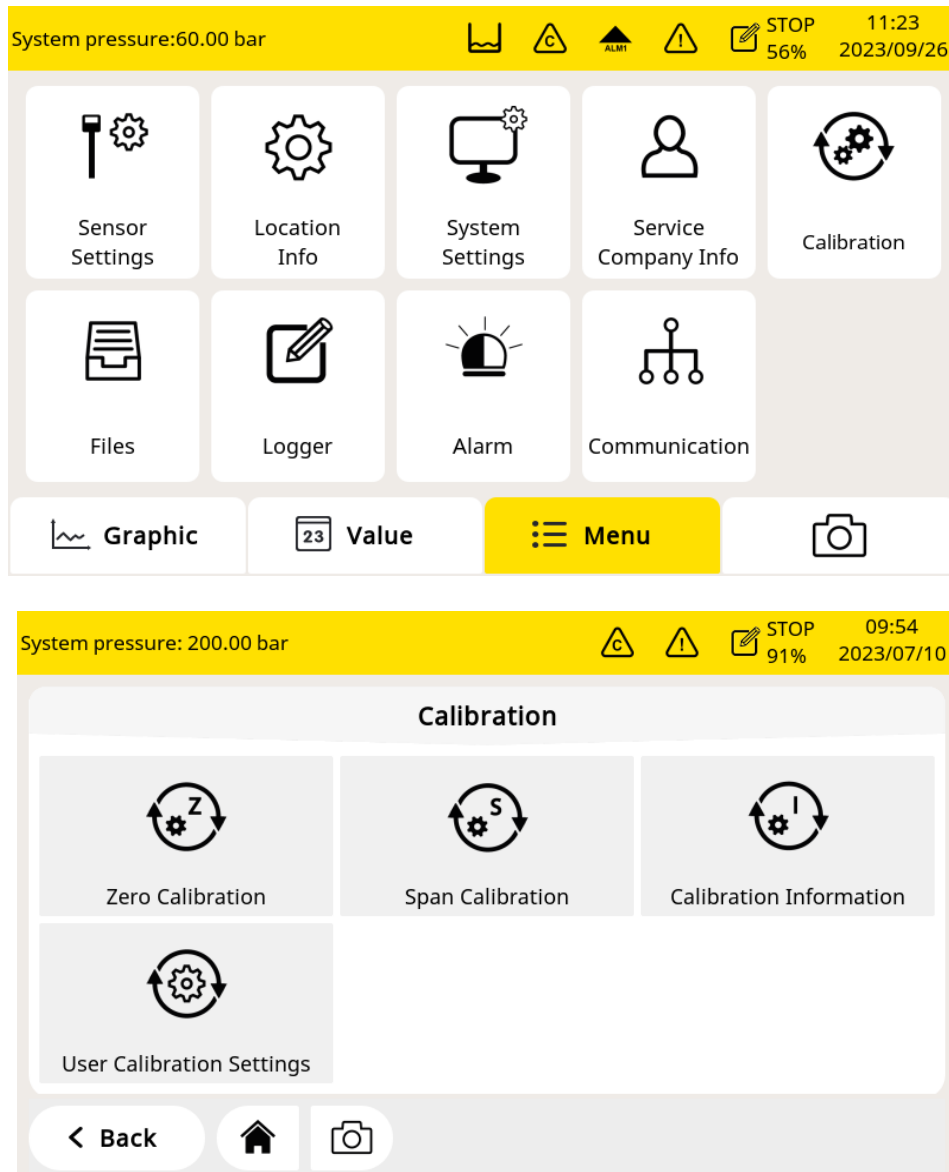 System pressure:60.00 bar
C
ALM1
!
STOP
56%
11:23
2023/09/26
Sensor
Settings
Location
Info
System
Settings
Service
Company Info
Calibration
Files
Logger
Alarm
Communication
Graphic
23
Value
Menu
System pressure: 200.00 bar
C
!
STOP
91%
09:54
2023/07/10
Calibration
Z
Zero Calibration
S
Span Calibration
I
Calibration Information
User Calibration Settings
Back